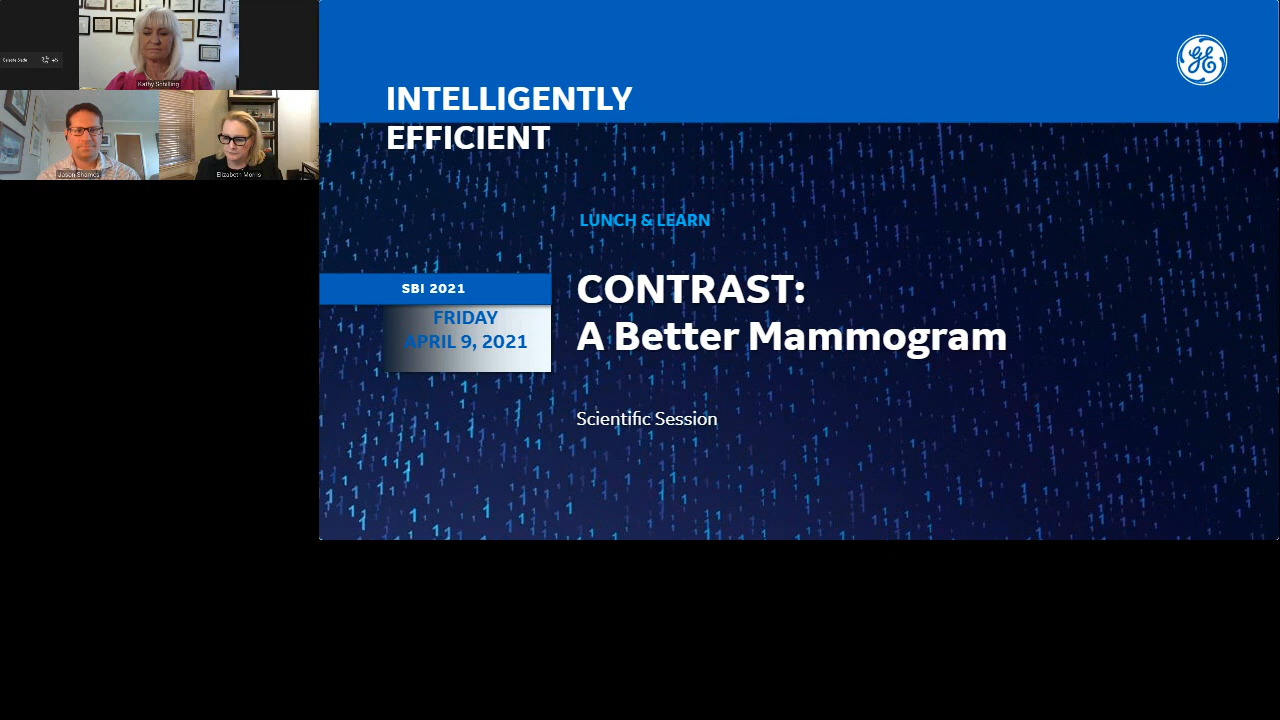 Kathy Schilling
Jason Shames
Elizabeth Morris
INTELLIGENTLY
EFFICIENT
LUNCH & LEARN
SBI 2021
FRIDAY
APRIL 9, 2021
CONTRAST:
A Better Mammogram
Scientific Session
GE